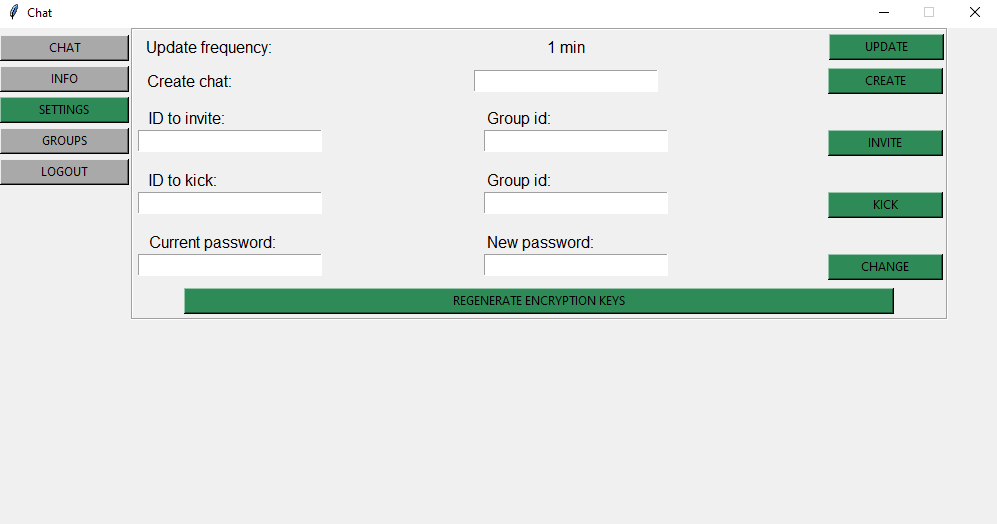 Chat
CHAT
INFO
SETTINGS
GROUPS
LOGOUT
Update frequency: 1 min UPDATE
Create chat: CREATE
ID to invite: Group id:
INVITE
ID to kick: Group id:
KICK
Current password: New password:
CHANGE
REGENERATE ENCRYPTION KEYS